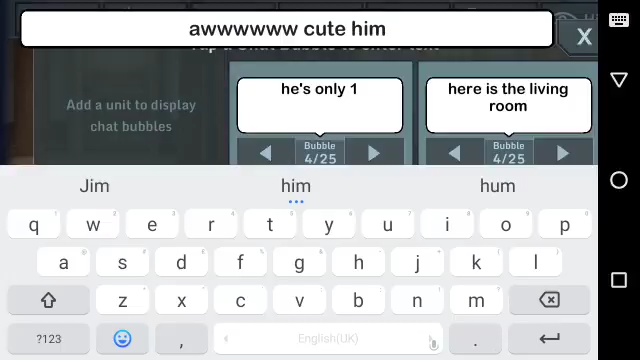 awwwwww cute him
Tap a Chat Bubble to enter text
X
Add a unit to display
chat bubbles
he's only 1
Bubble
4/25
here is the living
room
Bubble
4/25
Jim him hum
q w e r t y u i o p
a s d f g h j k l
z x c v b n m
?123 , English(UK) .